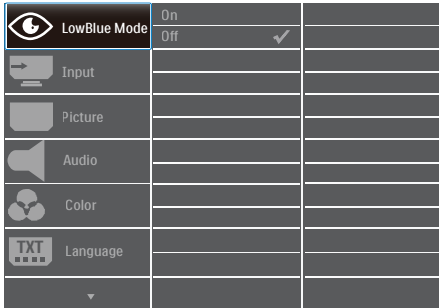 LowBlue Mode
On
Off
Input
Picture
Audio
Color
TXT
Language